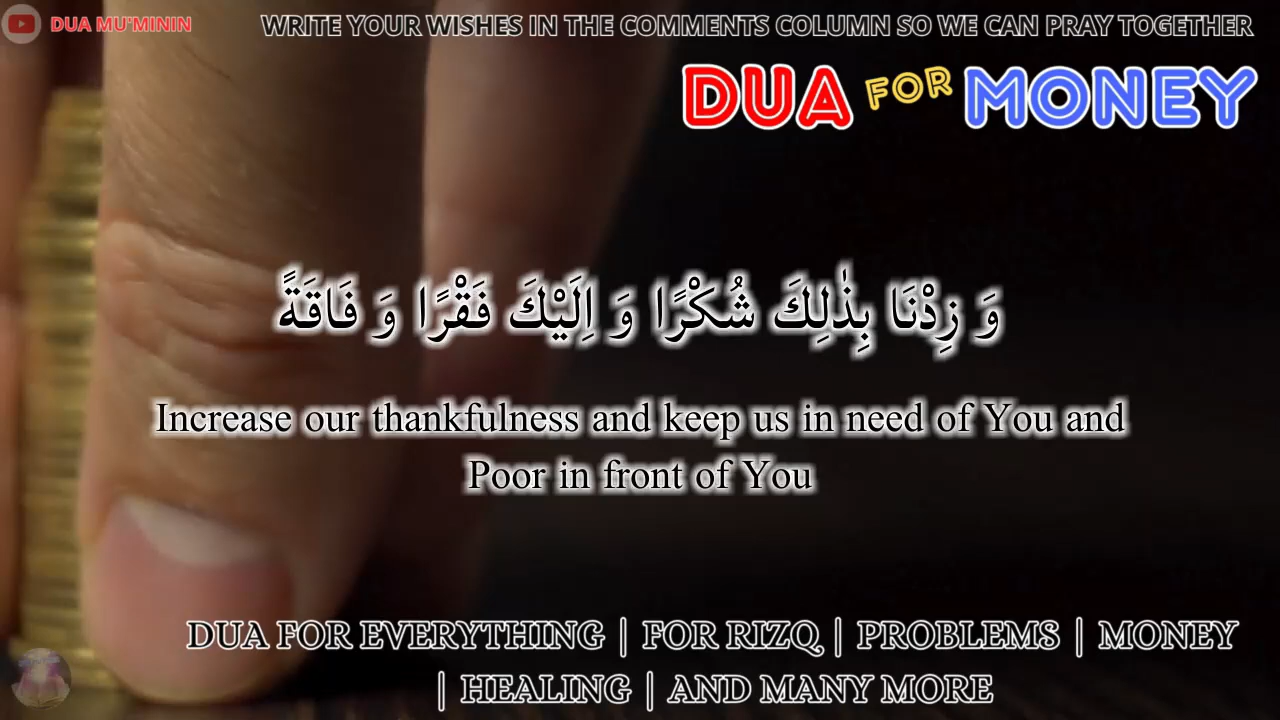 DUA MU'MININ
WRITE YOUR WISHES IN THE COMMENTS COLUMN SO WE CAN PRAY TOGETHER
DUA FOR MONEY
وَ زِدْنَا بِذٰلِكَ شُكْرًا وَ اِلَيْكَ فَقْرًا وَ فَاقَةً
Increase our thankfulness and keep us in need of You and
Poor in front of You
DUA FOR EVERYTHING | FOR RIZQ | PROBLEMS | MONEY
| HEALING | AND MANY MORE